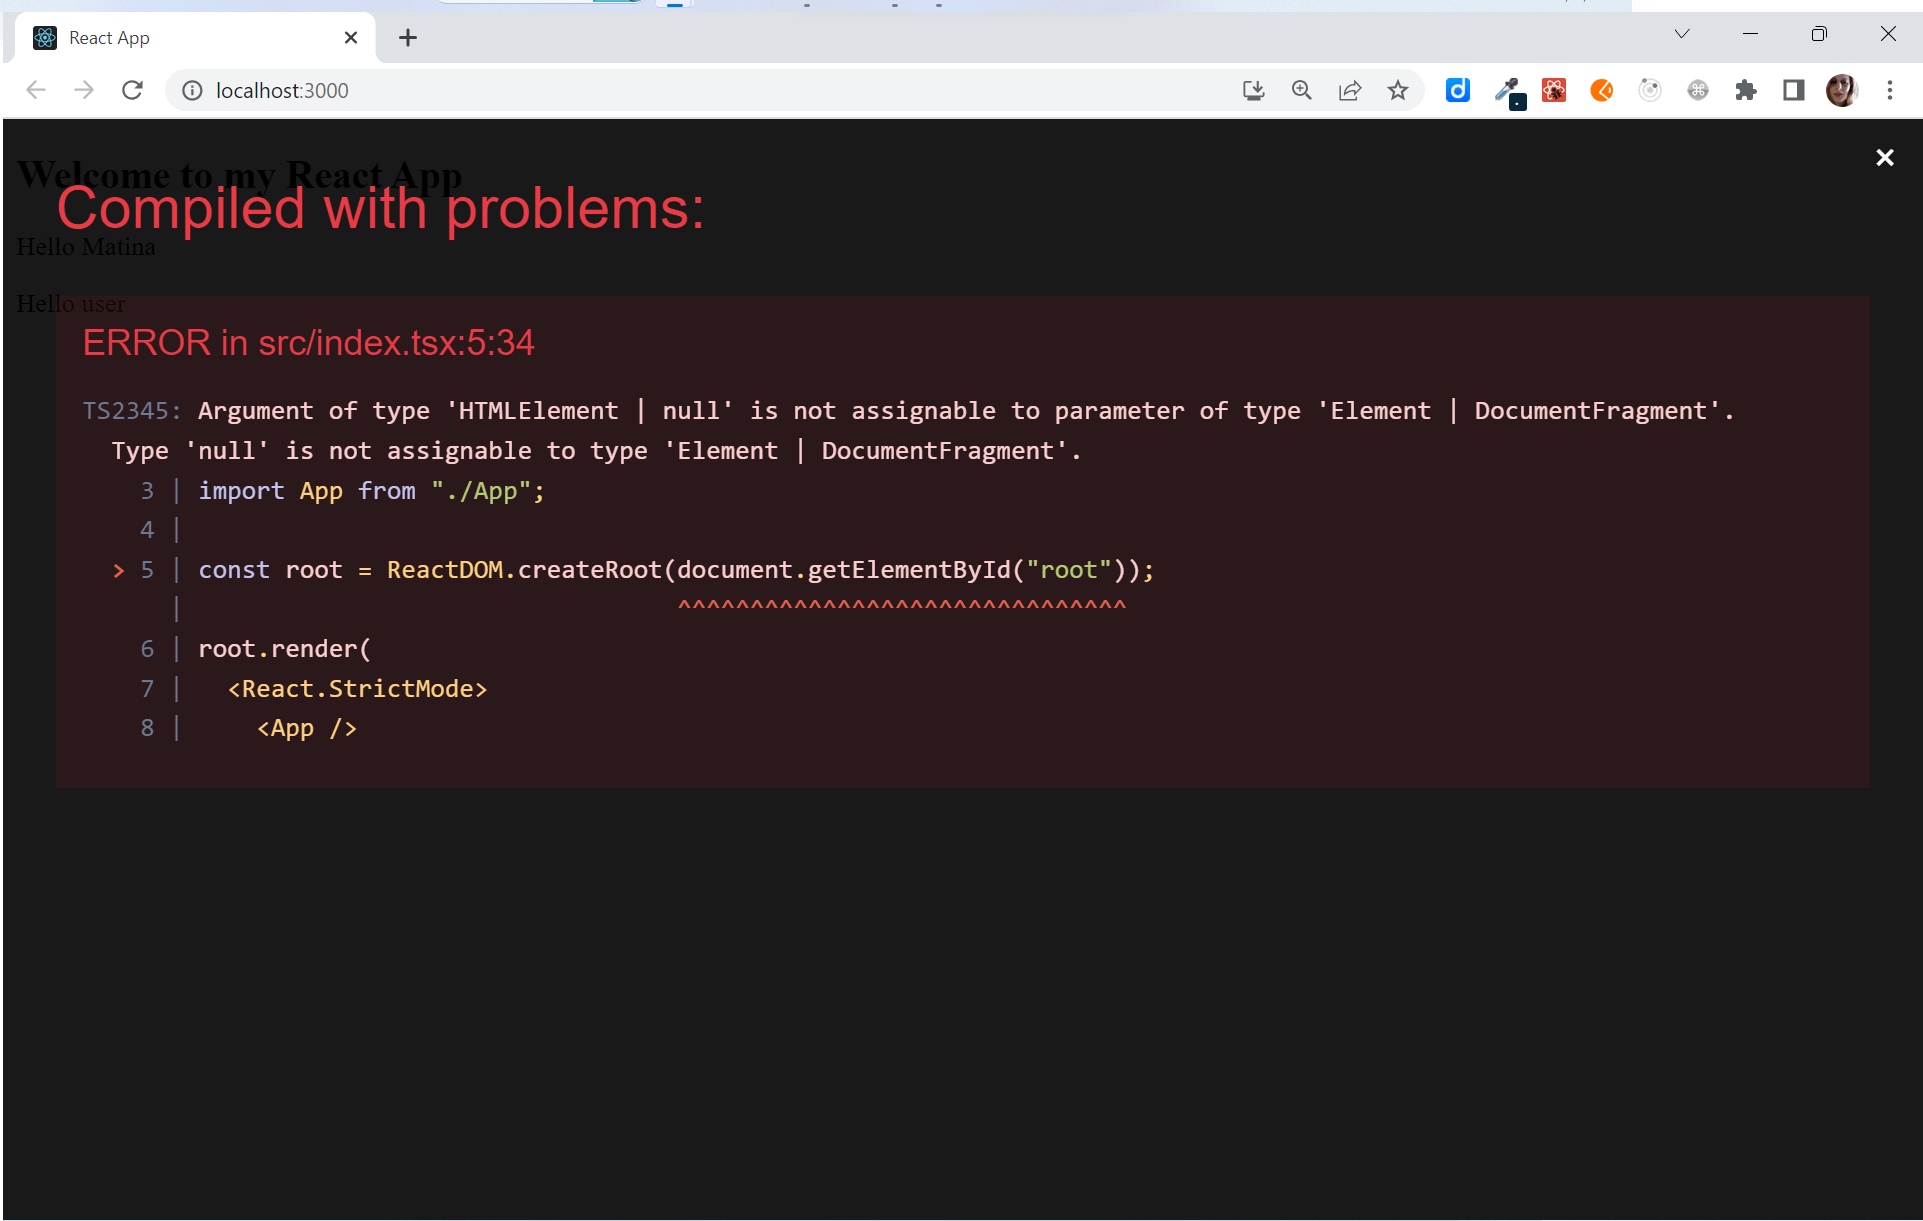 React App
localhost:3000
Welcome to my React App
Compiled with problems:
Hello Matina
Hello user
ERROR in src/index.tsx:5:34
TS2345: Argument of type 'HTMLElement | null' is not assignable to parameter of type 'Element | DocumentFragment'.
  Type 'null' is not assignable to type 'Element | DocumentFragment'.
    3 | import App from "./App";
    4 |
  > 5 | const root = ReactDOM.createRoot(document.getElementById("root"));
      |                                  ^^^^^^^^^^^^^^^^^^^^^^^^^^^^^^^
    6 | root.render(
    7 |   <React.StrictMode>
    8 |     <App />